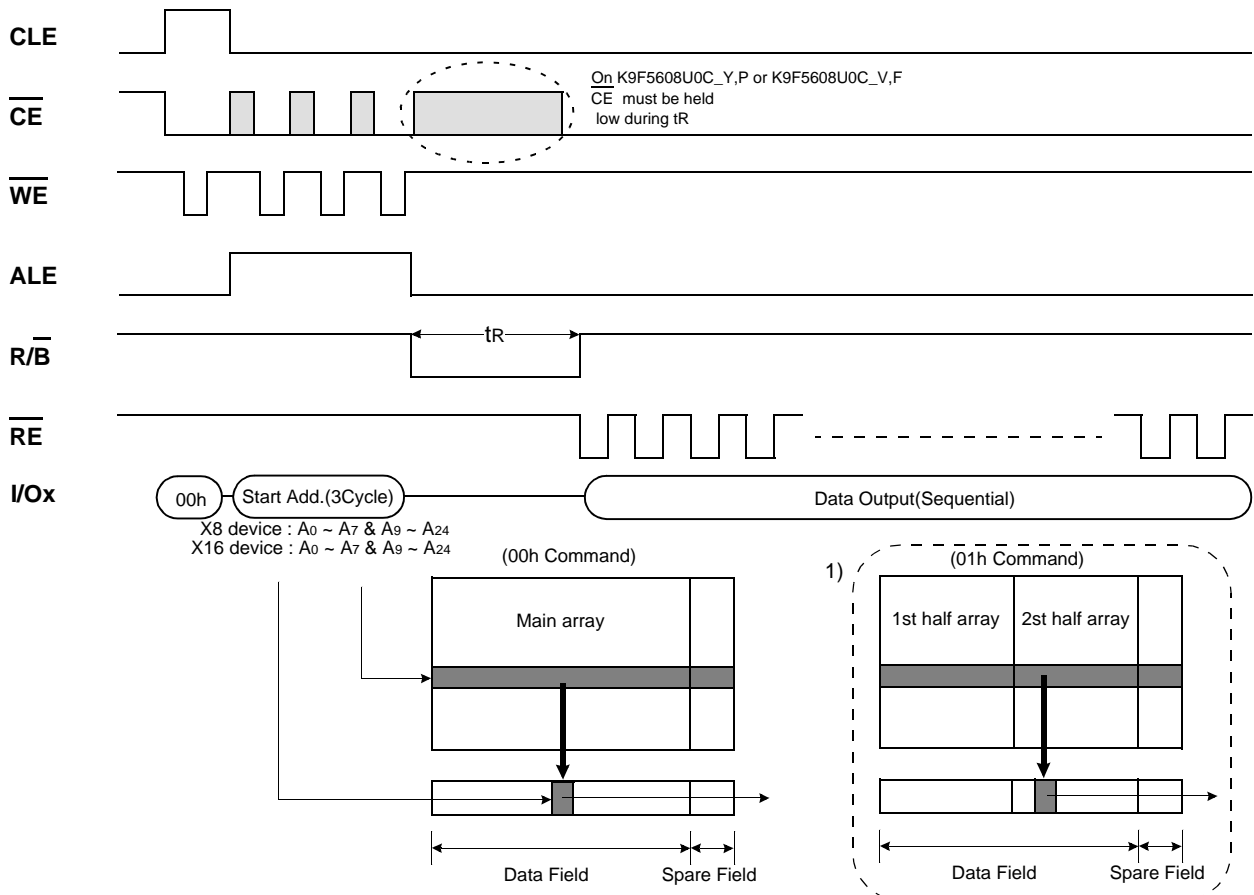 CLE
CE
On K9F5608U0C_Y,P or K9F5608U0C_V,F
CE must be held
low during tR
WE
ALE
R/B
tR
RE
I/Ox
00h
Start Add.(3Cycle)
Data Output(Sequential)
X8 device : A0 ~ A7 & A9 ~ A24
X16 device : A0 ~ A7 & A9 ~ A24
(00h Command)
Main array
Data Field
Spare Field
1)
(01h Command)
1st half array
2st half array
Data Field
Spare Field